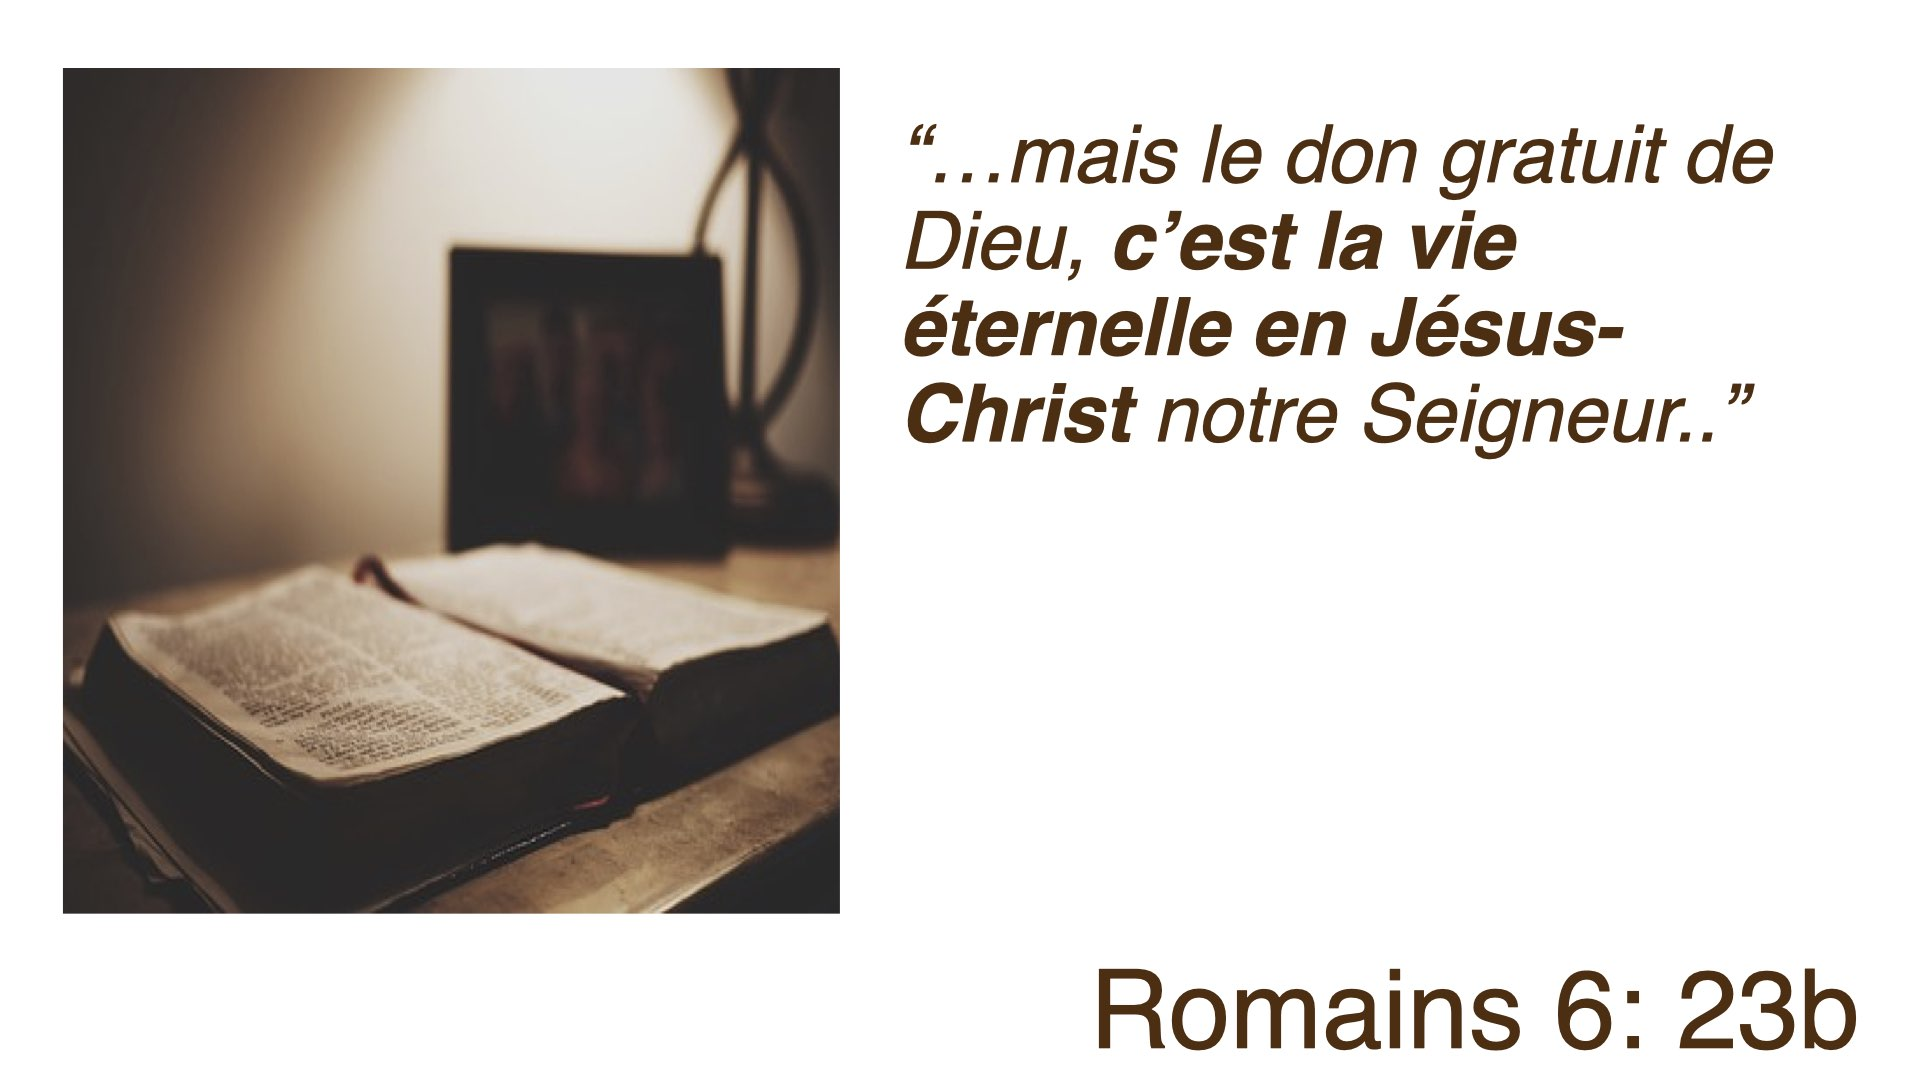 “…mais le don gratuit de
Dieu, c’est la vie
éternelle en Jésus-
Christ notre Seigneur..”
Romains 6: 23b